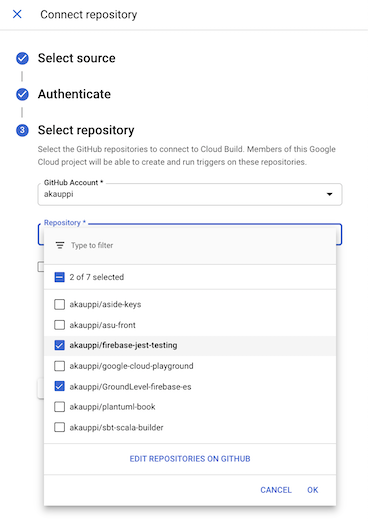 Connect repository
Select source
Authenticate
3 Select repository
Select the GitHub repositories to connect to Cloud Build. Members of this Google
Cloud project will be able to create and run triggers on these repositories.
GitHub Account *
akauppi
Repository *
Type to filter
2 of 7 selected
akauppi/aside-keys
akauppi/asu-front
akauppi/firebase-jest-testing
akauppi/google-cloud-playground
akauppi/GroundLevel-firebase-es
akauppi/plantuml-book
akauppi/sbt-scala-builder
EDIT REPOSITORIES ON GITHUB
CANCEL OK